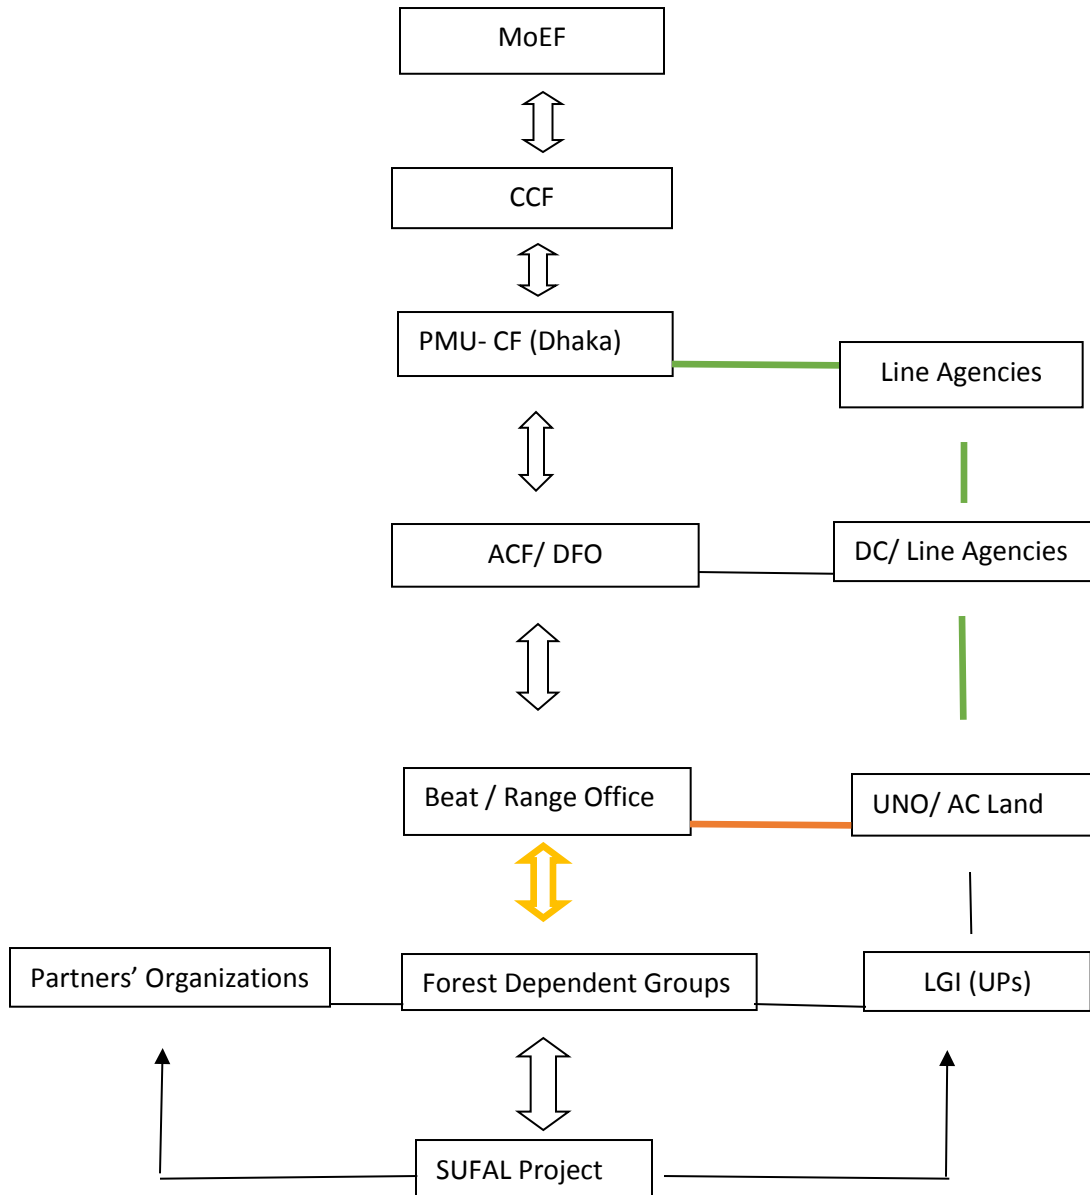 MoEF
CCF
PMU- CF (Dhaka)
Line Agencies
ACF/ DFO
DC/ Line Agencies
Beat / Range Office
UNO/ AC Land
Partners’ Organizations
Forest Dependent Groups
LGI (UPs)
SUFAL Project